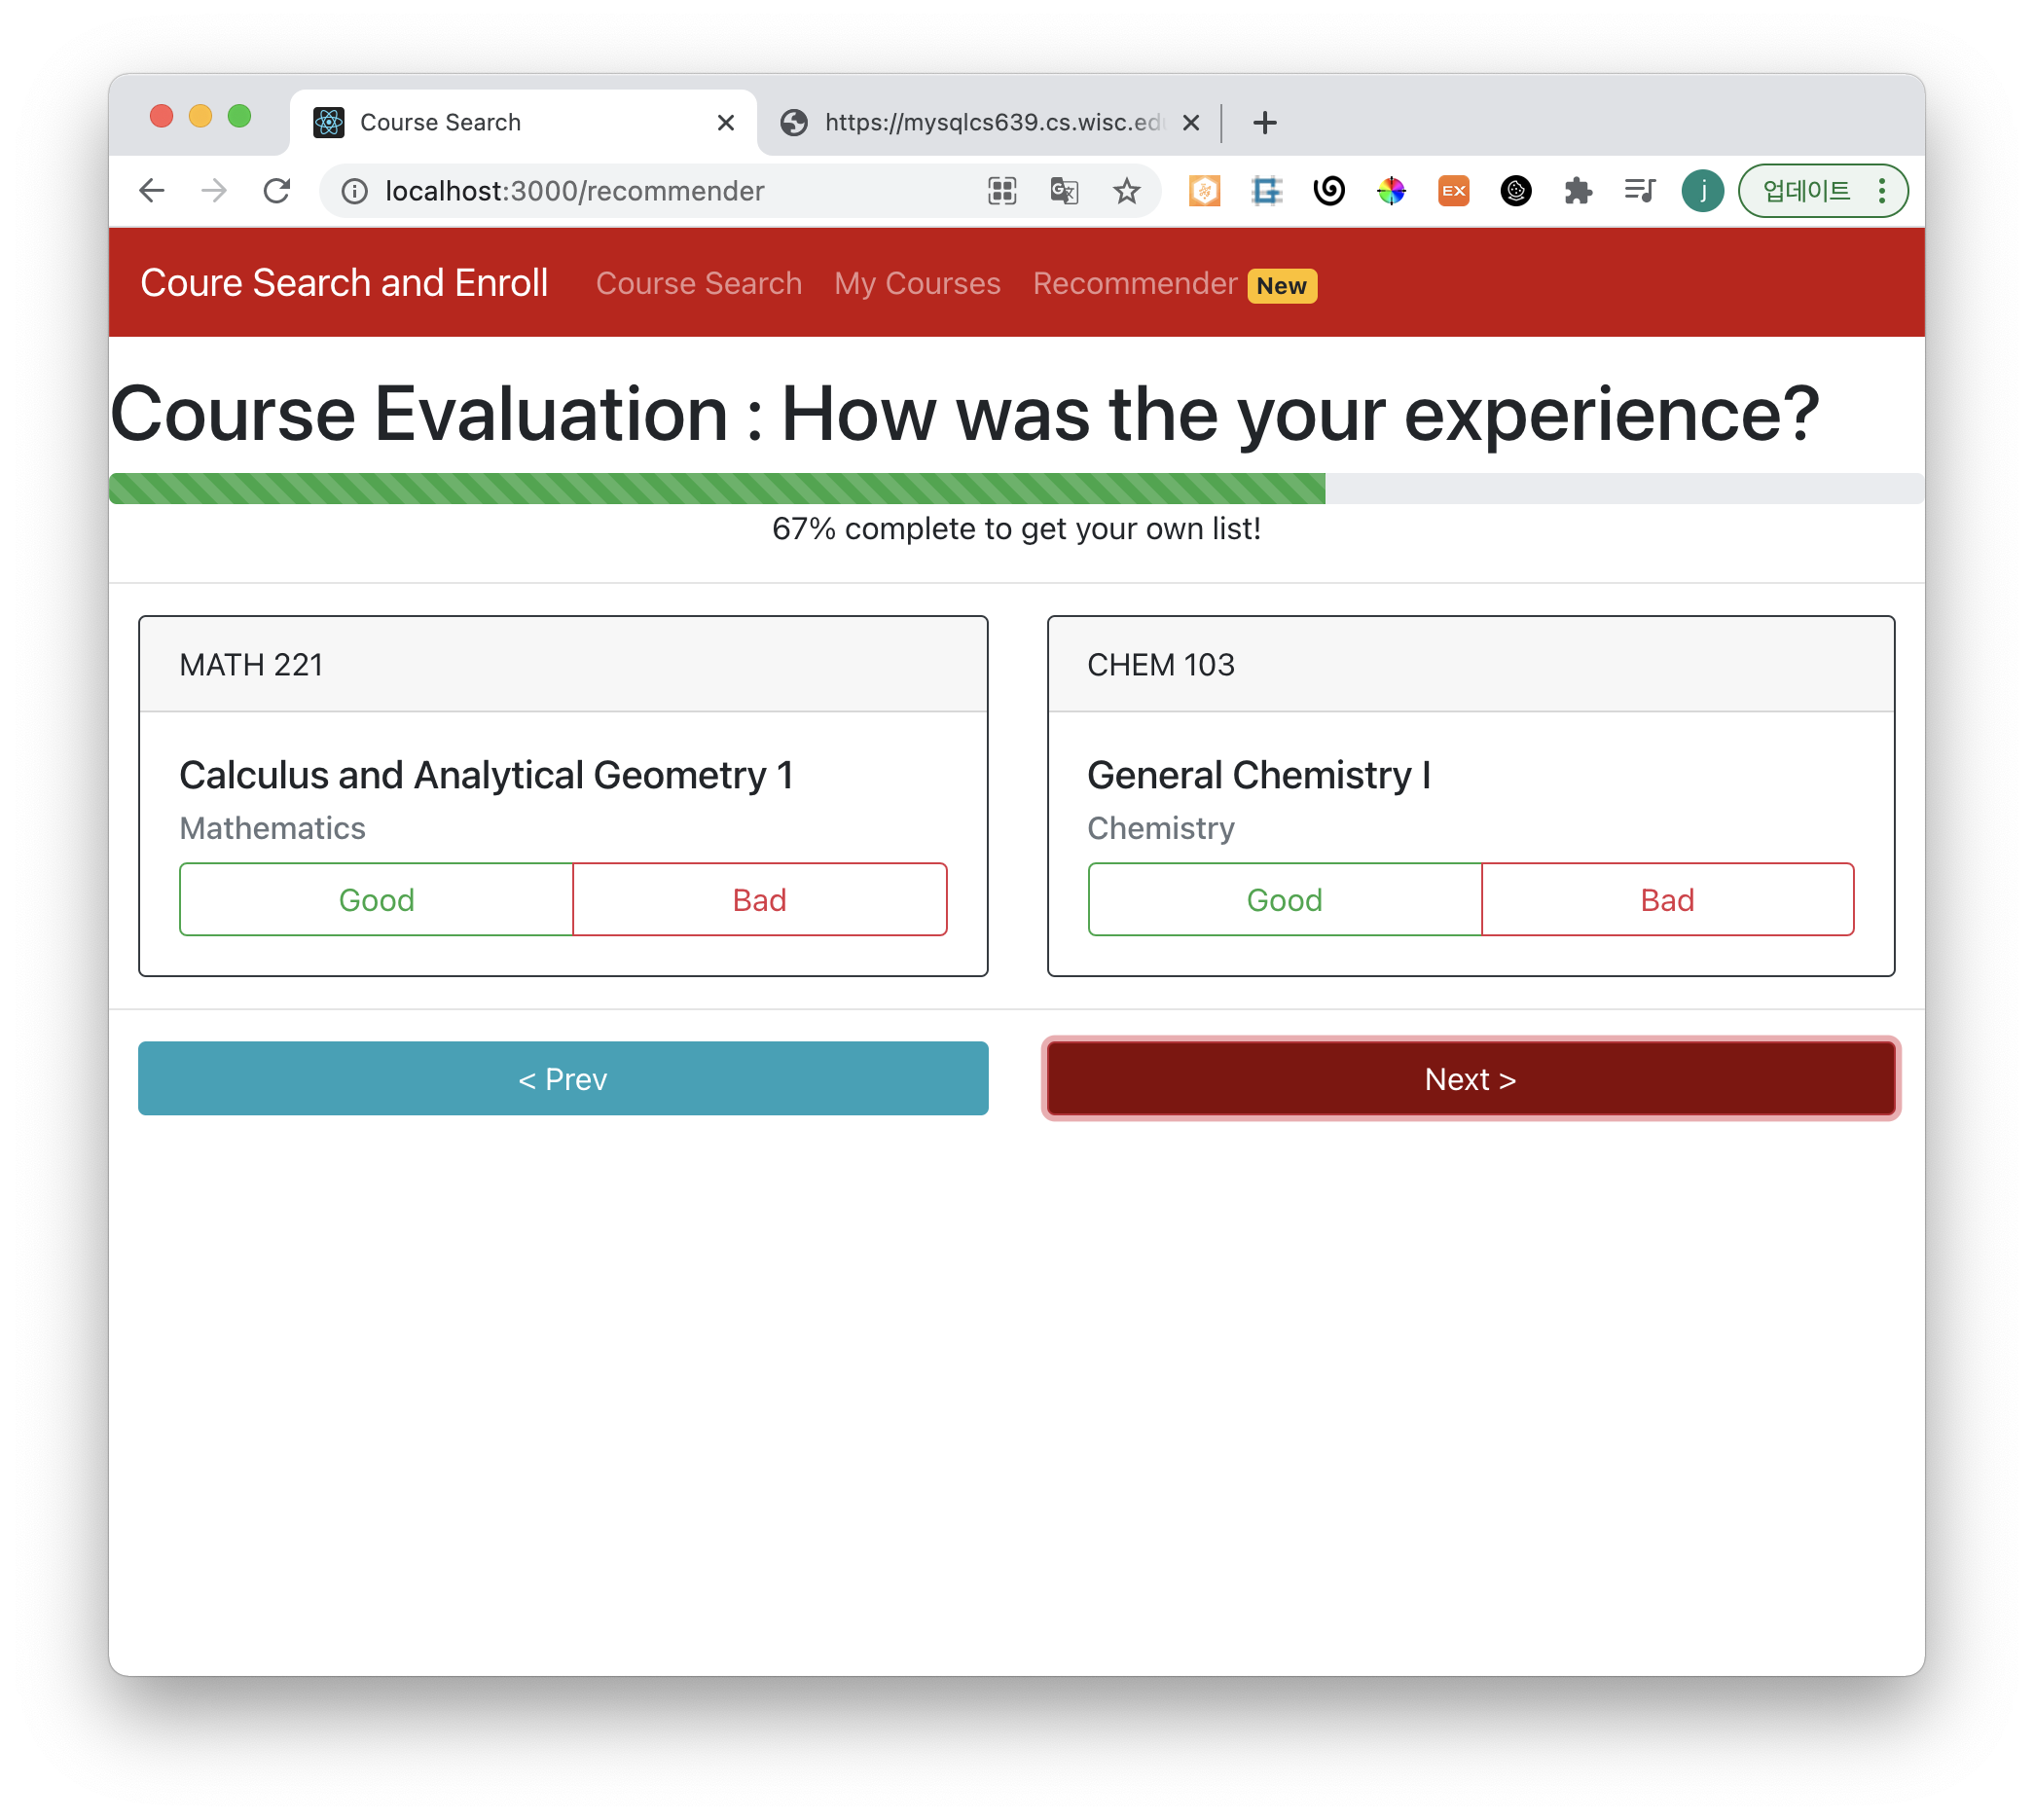 Course Search
https://mysqlcs639.cs.wisc.edu
localhost:3000/recommender
EX
j
업데이트
Coure Search and Enroll
Course Search
My Courses
Recommender New
Course Evaluation : How was the your experience?
67% complete to get your own list!
MATH 221
Calculus and Analytical Geometry 1
Mathematics
Good
Bad
CHEM 103
General Chemistry I
Chemistry
Good
Bad
< Prev
Next >